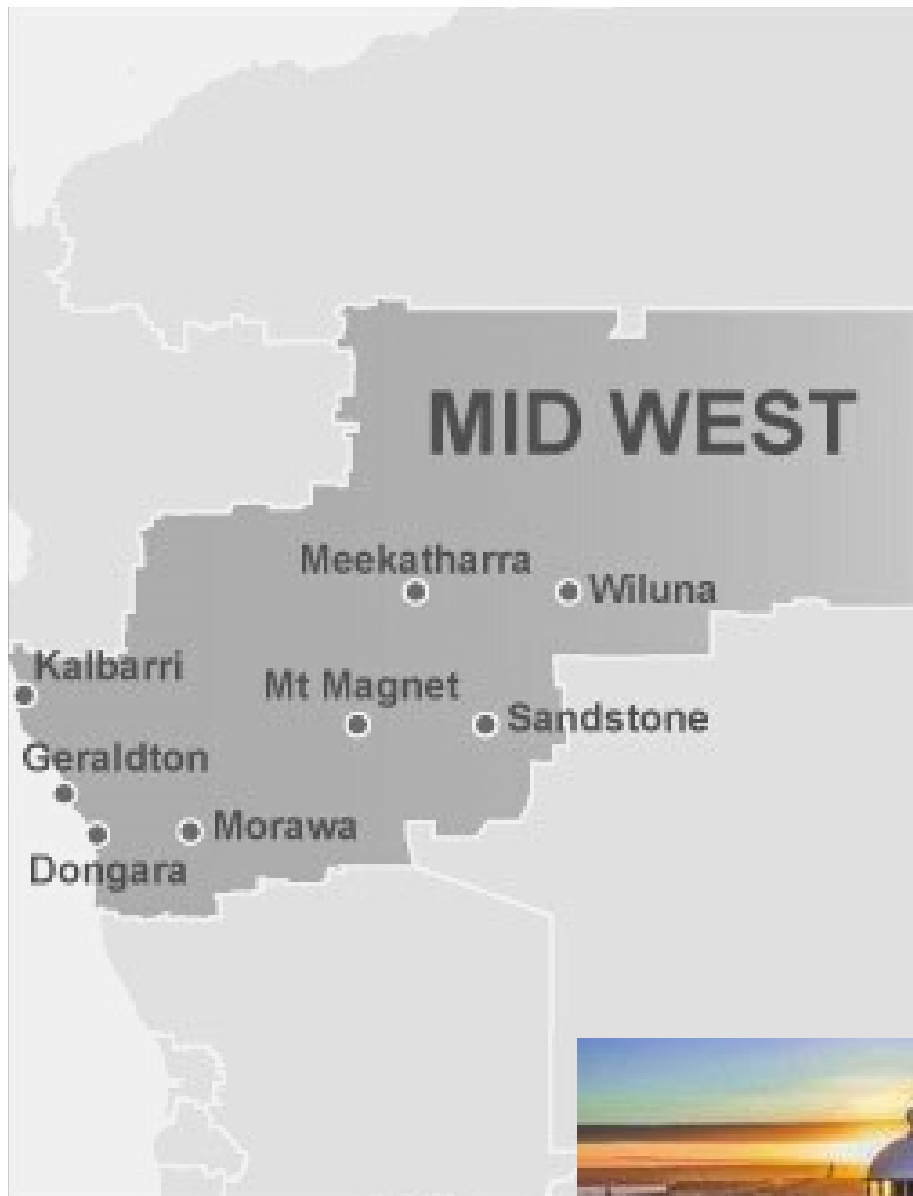 MID WEST
Meekatharra
Wiluna
Kalbarri
Mt Magnet
Sandstone
Geraldton
Morawa
Dongara